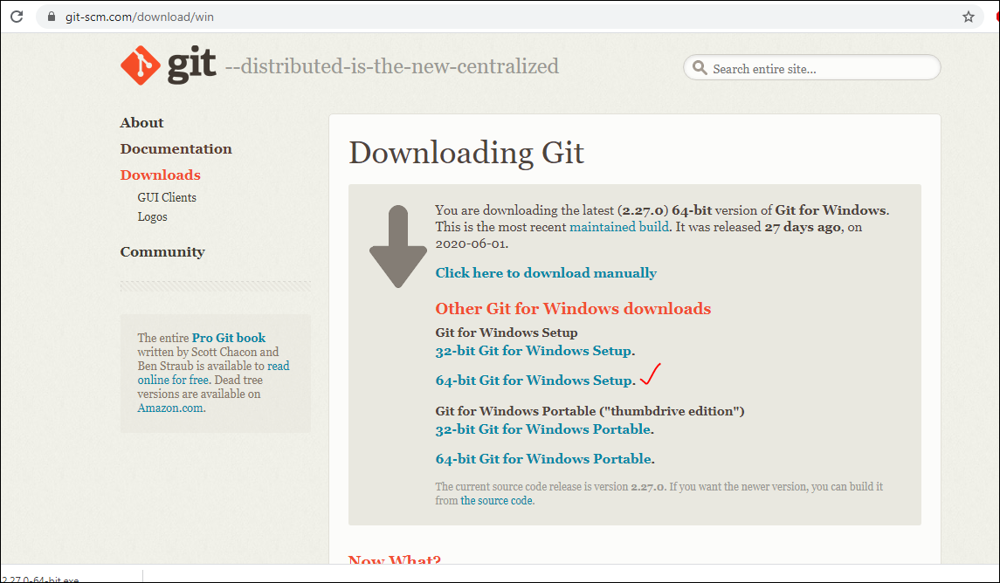 git-scm.com/download/win
git --distributed-is-the-new-centralized
Search entire site...
About
Documentation
Downloads
GUI Clients
Logos
Community
The entire Pro Git book
written by Scott Chacon and
Ben Straub is available to read
online for free. Dead tree
versions are available on
Amazon.com.
Downloading Git
You are downloading the latest (2.27.0) 64-bit version of Git for Windows.
This is the most recent maintained build. It was released 27 days ago, on
2020-06-01.
Click here to download manually
Other Git for Windows downloads
Git for Windows Setup
32-bit Git for Windows Setup.
64-bit Git for Windows Setup.
Git for Windows Portable ("thumbdrive edition")
32-bit Git for Windows Portable.
64-bit Git for Windows Portable.
The current source code release is version 2.27.0. If you want the newer version, you can build it
from the source code.
Now What?
2.27.0-64-bit.exe